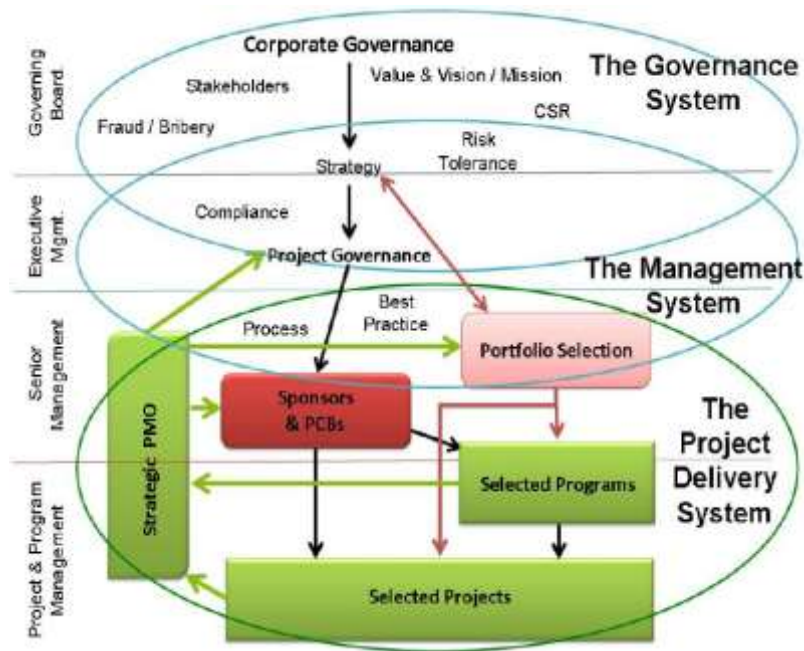 Corporate Governance
The Governance
System
Governing
Board.
Stakeholders
Value & Vision / Mission
Fraud / Bribery
CSR
Risk
Tolerance
Strategy
Executive
Mgmt.
Compliance
Project Governance
The Management
System
Senior
Management
Process
Best
Practice
Portfolio Selection
Sponsors
& PCBs
The
Project
Delivery
System
Strategic PMO
Selected Programs
Project & Program
Management
Selected Projects